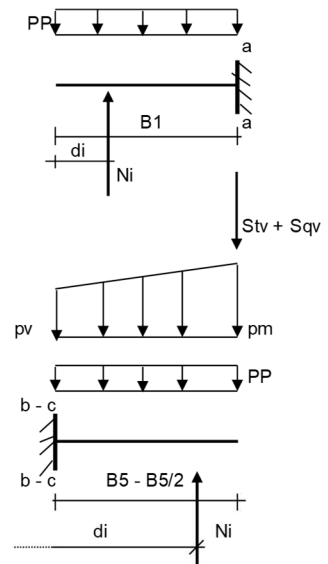 PP
a
B1
a
di
Ni
Stv + Sqv
pv
pm
PP
b - c
b - c
B5 - B5/2
di
Ni